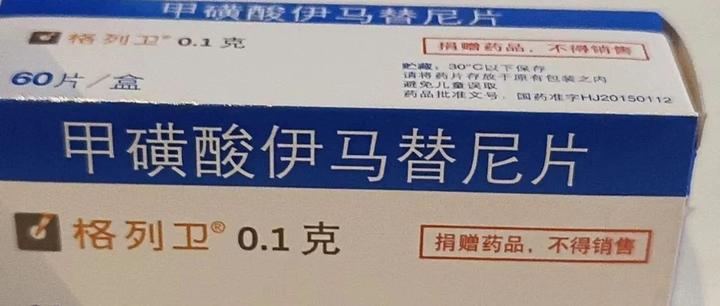 甲磺酸伊马替尼片
格列卫® 0.1 克
捐赠药品，不得销售
60片／盒
贮藏：30°C以下保存
请将药片存放于原有包装之内
避免儿童误取
药品批准文号：国药准字HJ20150112
甲磺酸伊马替尼片
格列卫® 0.1 克
捐赠药品，不得销售